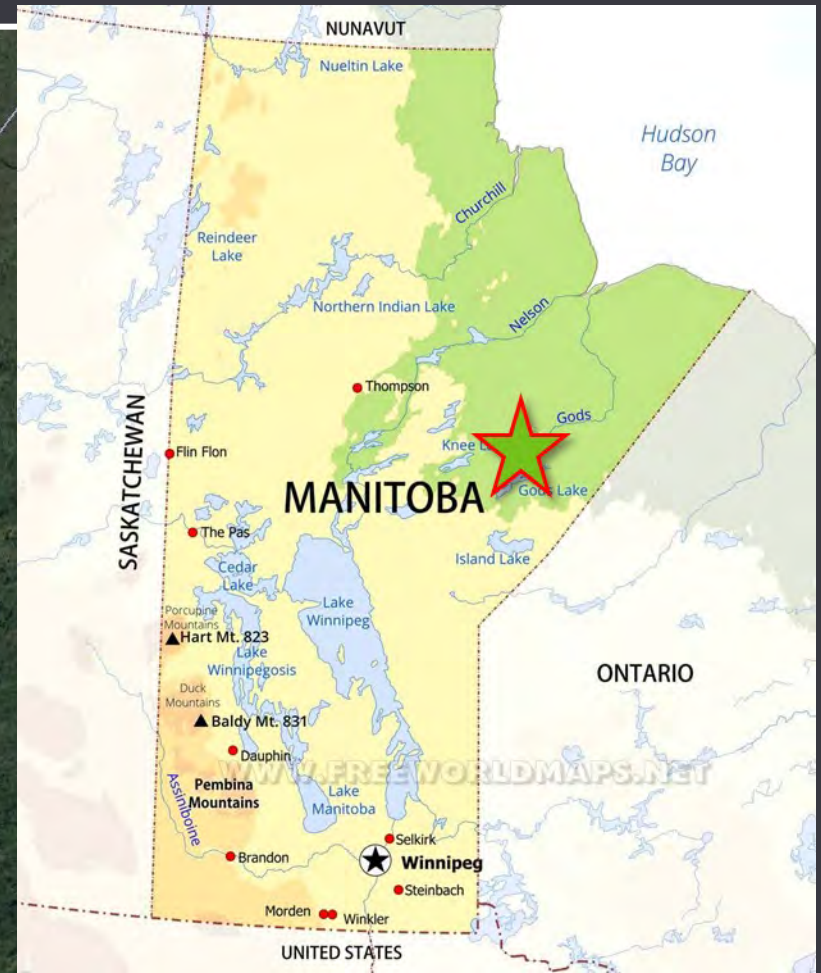 NUNAVUT
Nueltin Lake
Hudson
Bay
Churchill
Reindeer
Lake
Northern Indian Lake
Nelson
Thompson
Gods
Knee L
Flin Flon
SASKATCHEWAN
MANITOBA
Gods Lake
The Pas
Island Lake
Cedar
Lake
Lake
Winnipeg
Porcupine
Mountains
Hart Mt. 823
Lake
Winnipegosis
ONTARIO
Duck
Mountains
Baldy Mt. 831
Dauphin
WWW.FREEWORLDMAPS.NET
Assiniboine
Pembina
Mountains
Lake
Manitoba
Selkirk
Brandon
Winnipeg
Steinbach
Morden
Winkler
UNITED STATES